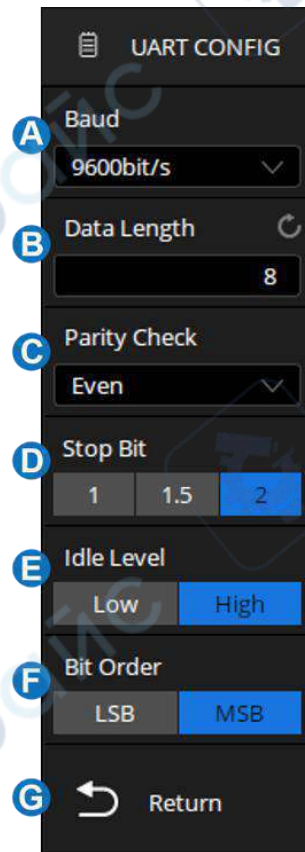 UART CONFIG
A
Baud
9600bit/s
B
Data Length
8
C
Parity Check
Even
D
Stop Bit
1 1.5 2
E
Idle Level
Low High
F
Bit Order
LSB MSB
G
Return